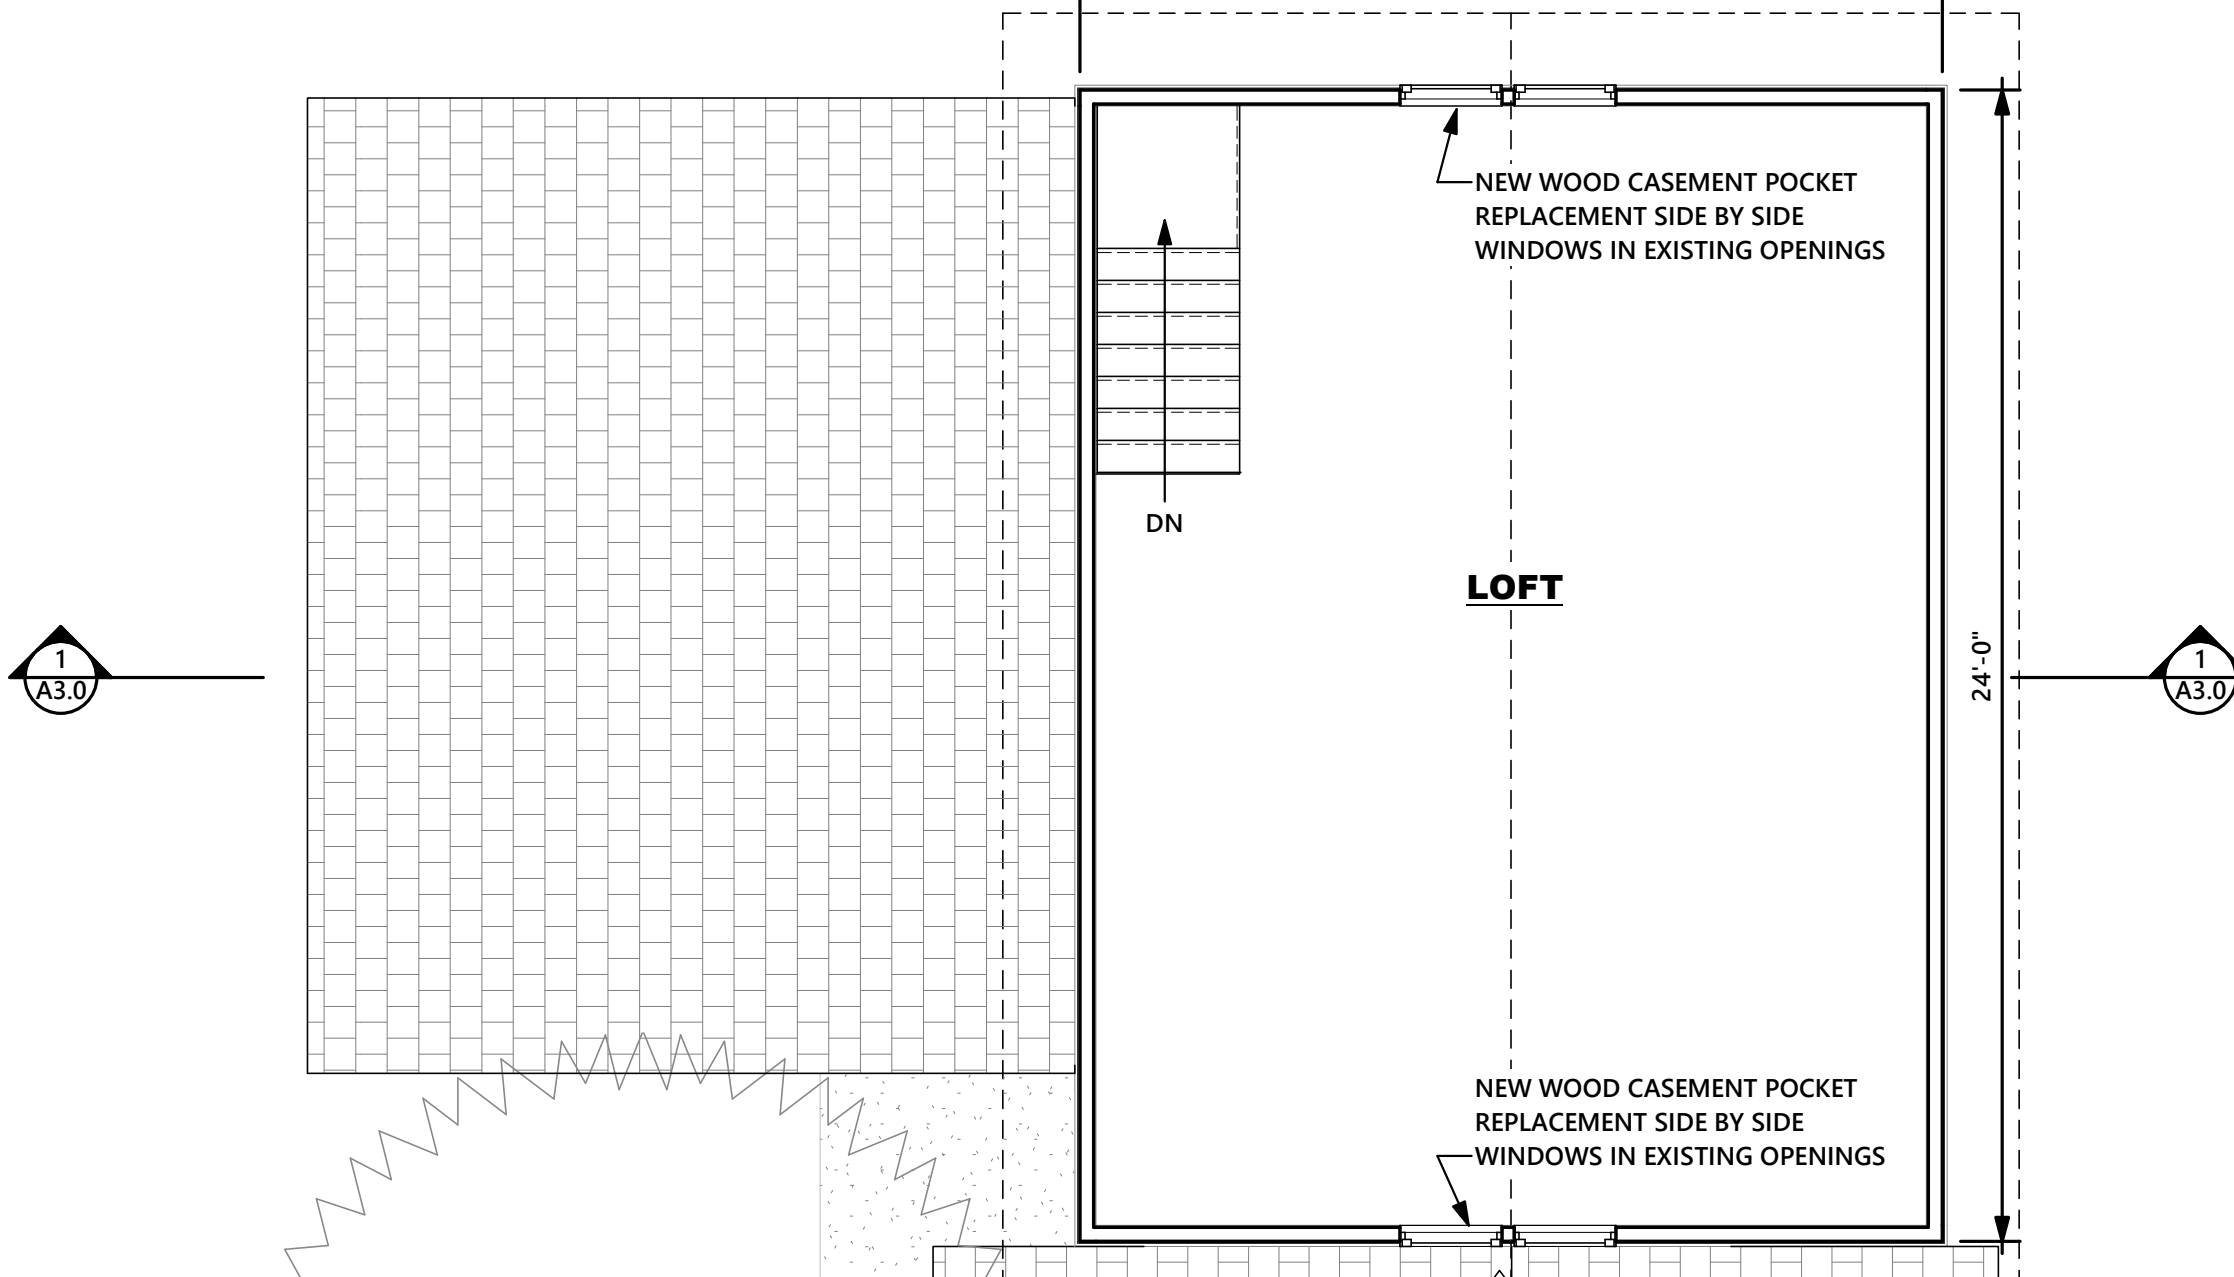 NEW WOOD CASEMENT POCKET
REPLACEMENT SIDE BY SIDE
WINDOWS IN EXISTING OPENINGS
DN
LOFT
1
A3.0
24'-0"
1
A3.0
NEW WOOD CASEMENT POCKET
REPLACEMENT SIDE BY SIDE
WINDOWS IN EXISTING OPENINGS